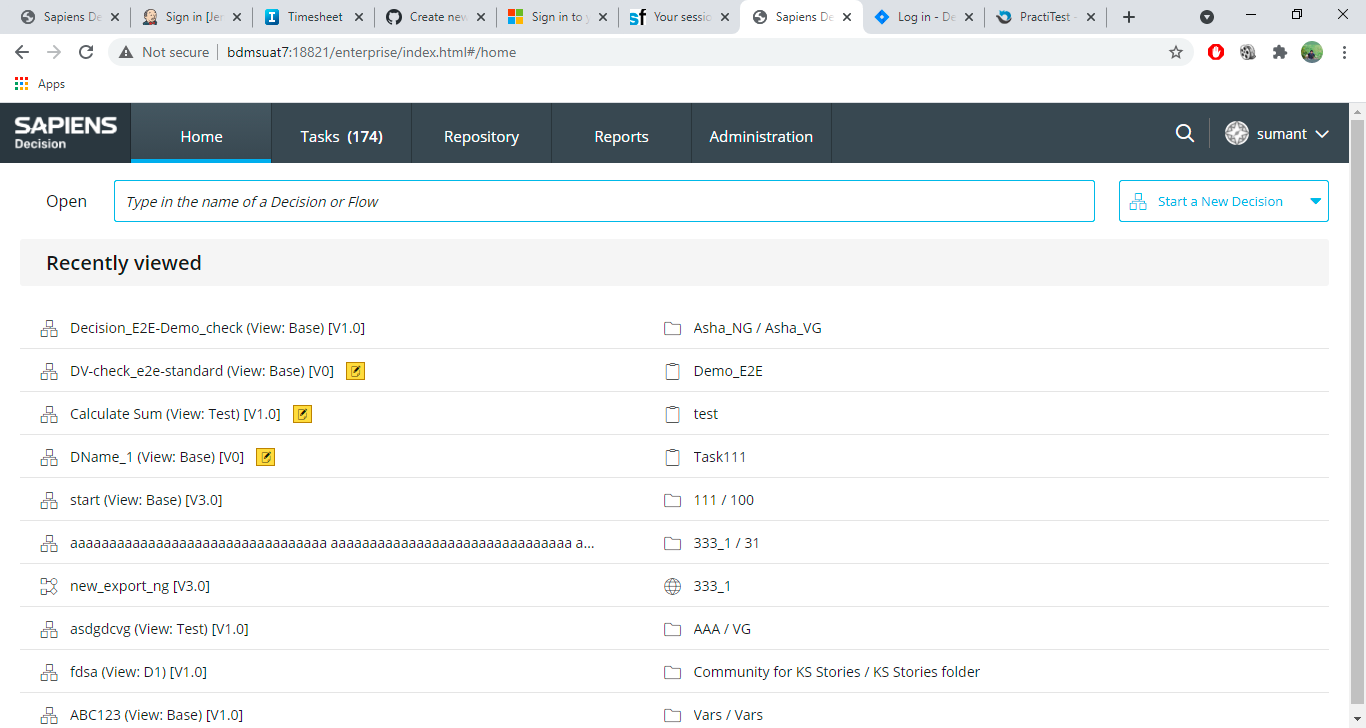 Sapiens De
Sign in [Jer
Timesheet
Create new
Sign in to y
Your sessio
Sapiens De
Log in - De
PractiTest -
Not secure
bdmsuat7:18821/enterprise/index.html#/home
Apps
SAPIENS
Decision
Home
Tasks (174)
Repository
Reports
Administration
sumant
Open
Type in the name of a Decision or Flow
Start a New Decision
Recently viewed
Decision_E2E-Demo_check (View: Base) [V1.0]
Asha_NG / Asha_VG
DV-check_e2e-standard (View: Base) [V0]
Demo_E2E
Calculate Sum (View: Test) [V1.0]
test
DName_1 (View: Base) [V0]
Task111
start (View: Base) [V3.0]
111 / 100
aaaaaaaaaaaaaaaaaaaaaaaaaaaaaaaaa aaaaaaaaaaaaaaaaaaaaaaaaaaaaaaa a...
333_1 / 31
new_export_ng [V3.0]
333_1
asdgdcvg (View: Test) [V1.0]
AAA / VG
fdsa (View: D1) [V1.0]
Community for KS Stories / KS Stories folder
ABC123 (View: Base) [V1.0]
Vars / Vars